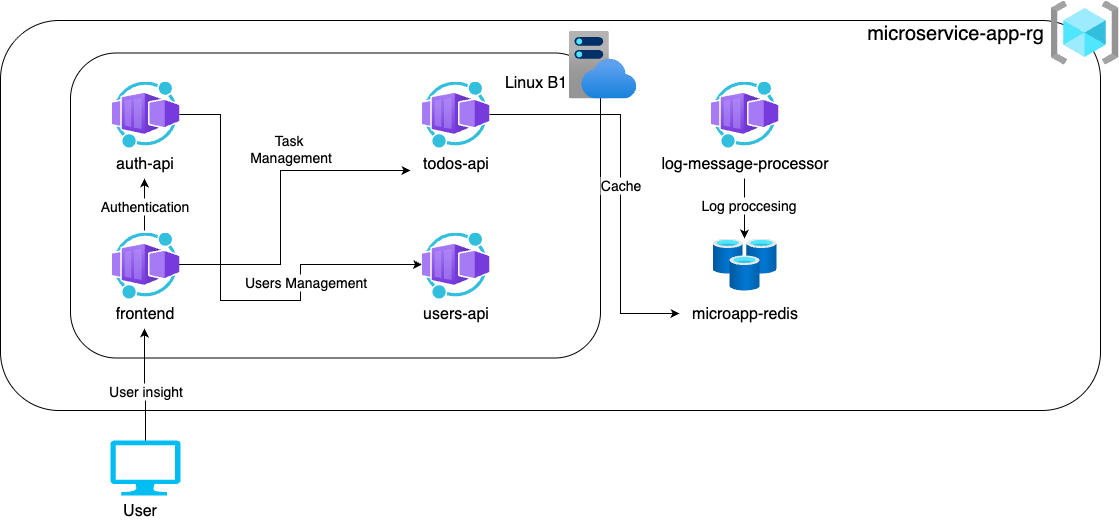 microservice-app-rg
Linux B1
auth-api
todos-api
log-message-processor
Task
Management
Cache
Authentication
Log proccesing
Users Management
frontend
users-api
microapp-redis
User insight
User